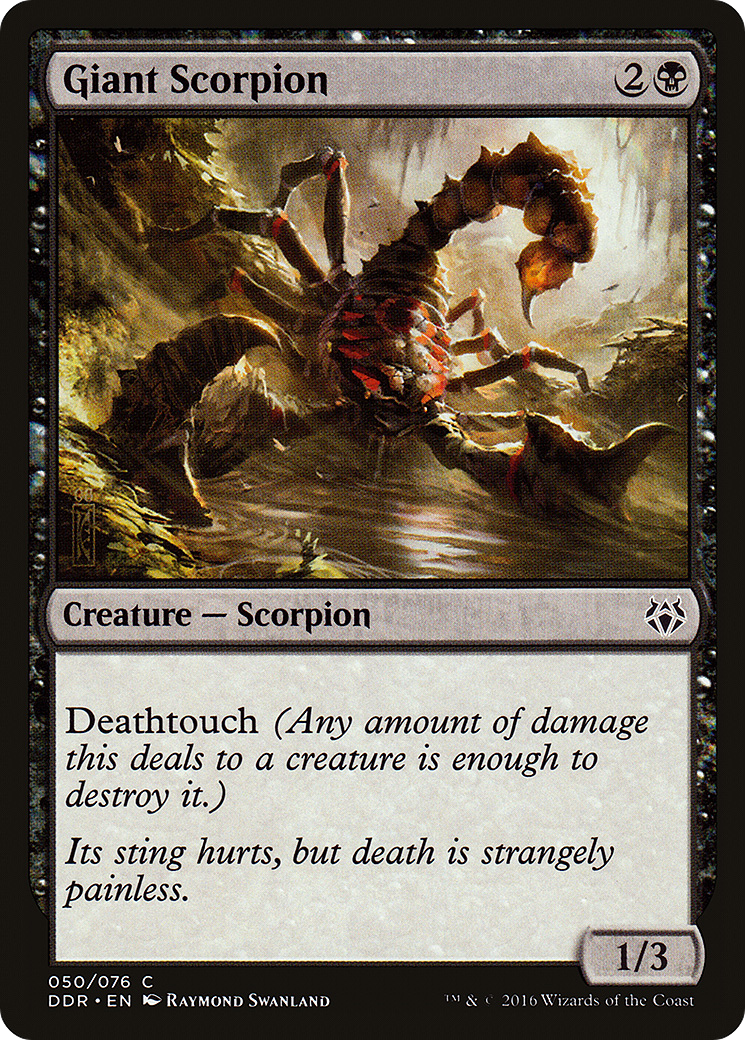 Giant Scorpion 2
Creature — Scorpion
Deathtouch (Any amount of damage
this deals to a creature is enough to
destroy it.)
Its sting hurts, but death is strangely
painless.
1/3
050/076 C
DDR • EN Raymond Swanland
™ & © 2016 Wizards of the Coast